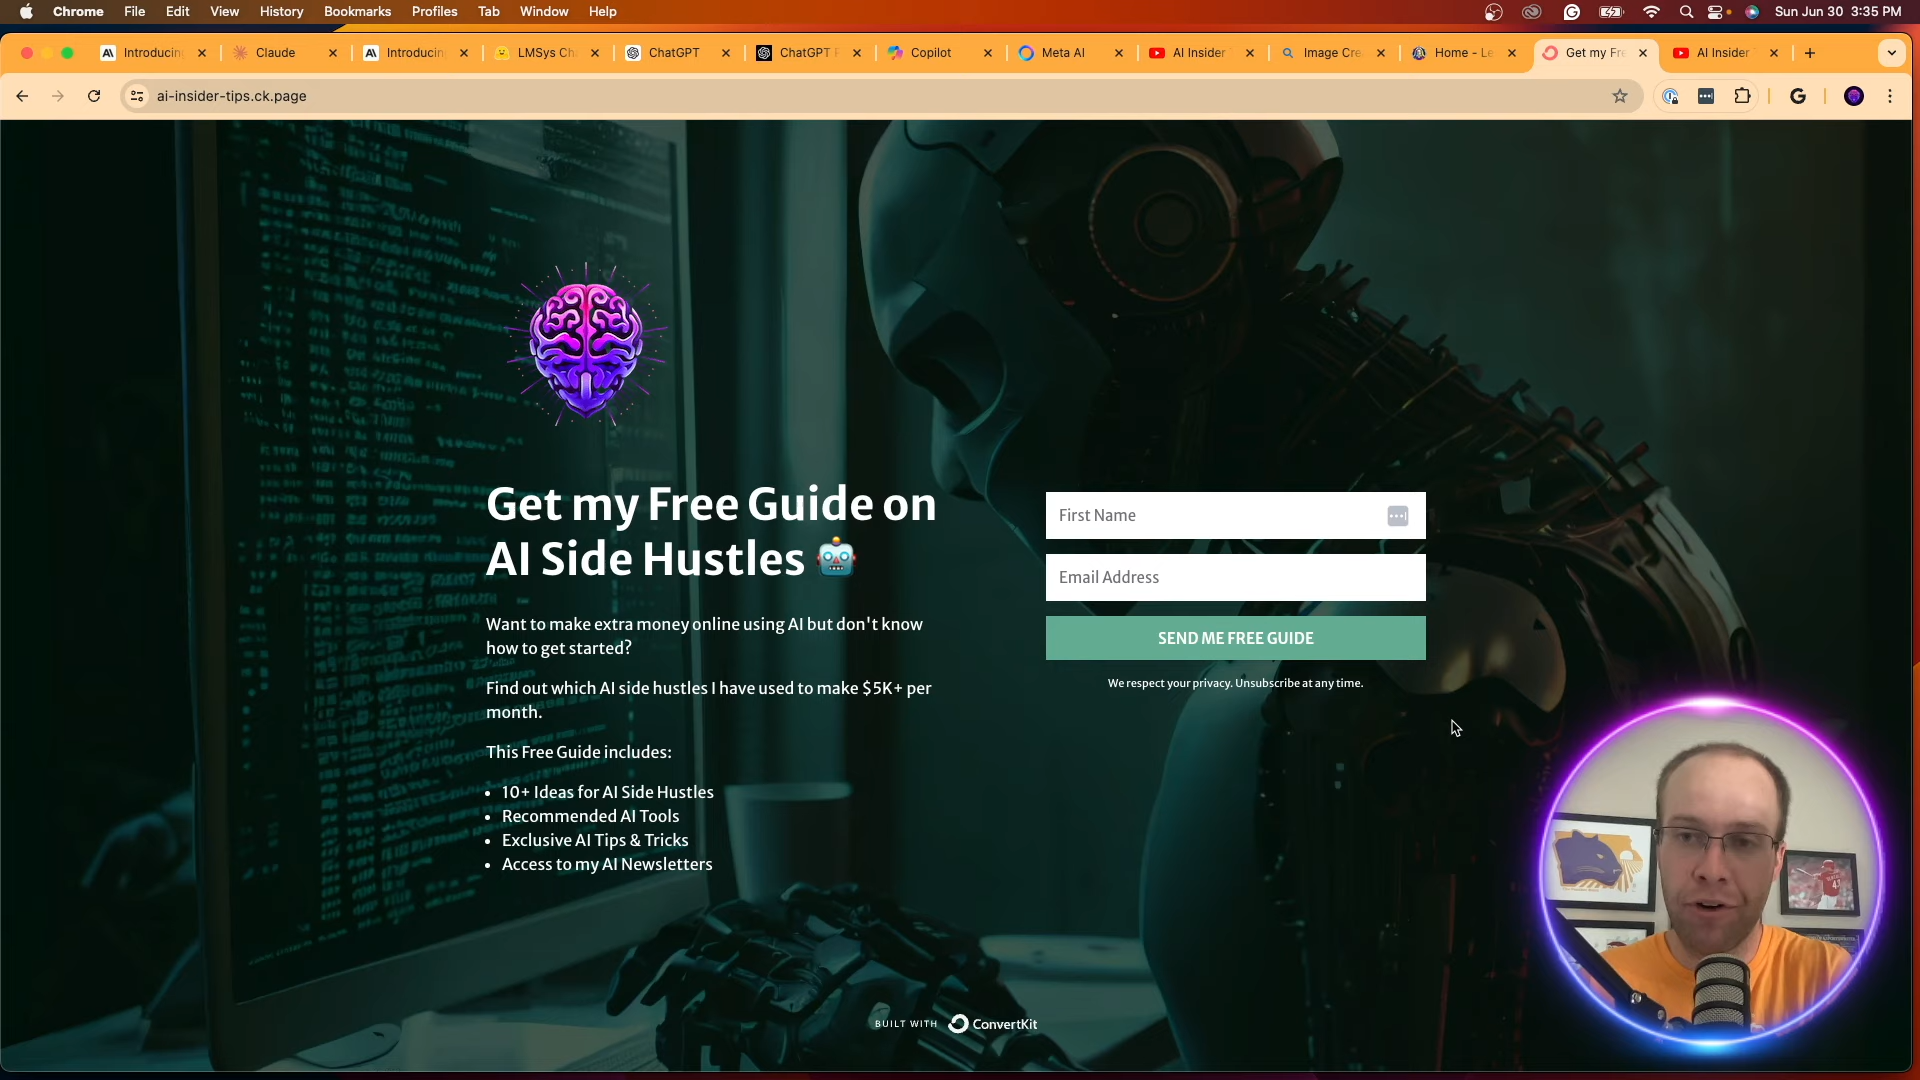 Chrome File Edit View History Bookmarks Profiles Tab Window Help Sun Jun 30 3:35 PM
Introducing Claude Introducin LMSys Ch ChatGPT ChatGPT Copilot Meta AI AI Insider Image Cre Home - Le Get my Fre AI Insider
ai-insider-tips.ck.page
Get my Free Guide on
AI Side Hustles
Want to make extra money online using AI but don't know
how to get started?
Find out which AI side hustles I have used to make $5K+ per
month.
This Free Guide includes:
• 10+ Ideas for AI Side Hustles
• Recommended AI Tools
• Exclusive AI Tips & Tricks
• Access to my AI Newsletters
First Name
Email Address
SEND ME FREE GUIDE
We respect your privacy. Unsubscribe at any time.
BUILT WITH ConvertKit